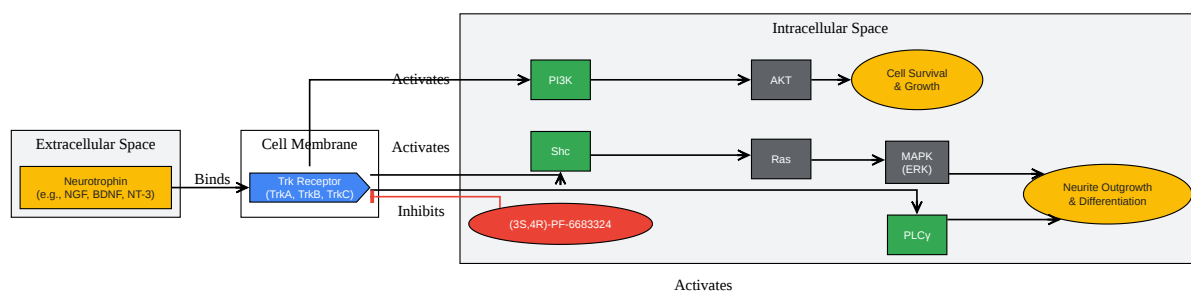 Intracellular Space
Activates
PI3K
AKT
Cell Survival
& Growth
Extracellular Space
Cell Membrane
Activates
Shc
Ras
MAPK
(ERK)
Neurotrophin
(e.g., NGF, BDNF, NT-3)
Binds
Trk Receptor
(TrkA, TrkB, TrkC)
Neurite Outgrowth
& Differentiation
Inhibits
(3S,4R)-PF-6683324
PLCγ
Activates